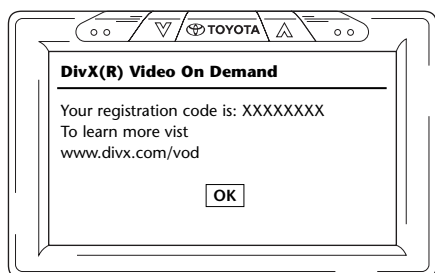 TOYOTA
DivX(R) Video On Demand
Your registration code is: XXXXXXXX
To learn more vist
www.divx.com/vod
OK